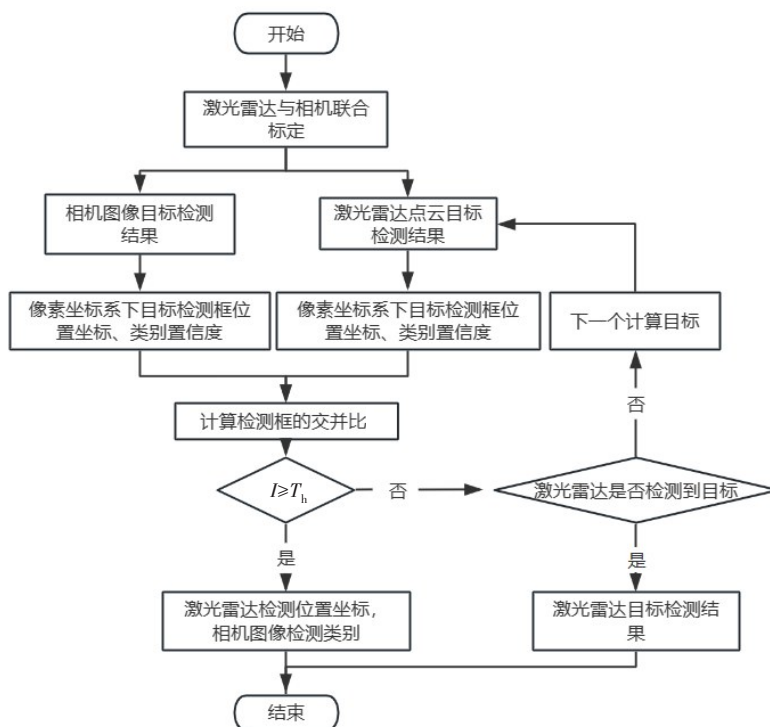 开始
激光雷达与相机联合
标定
相机图像目标检测
结果
激光雷达点云目标
检测结果
像素坐标系下目标检测框位
置坐标、类别置信度
像素坐标系下目标检测框位
置坐标、类别置信度
下一个计算目标
计算检测框的交并比
否
I≥Th
否
激光雷达是否检测到目标
是
是
激光雷达检测位置坐标，
相机图像检测类别
激光雷达目标检测结
果
结束